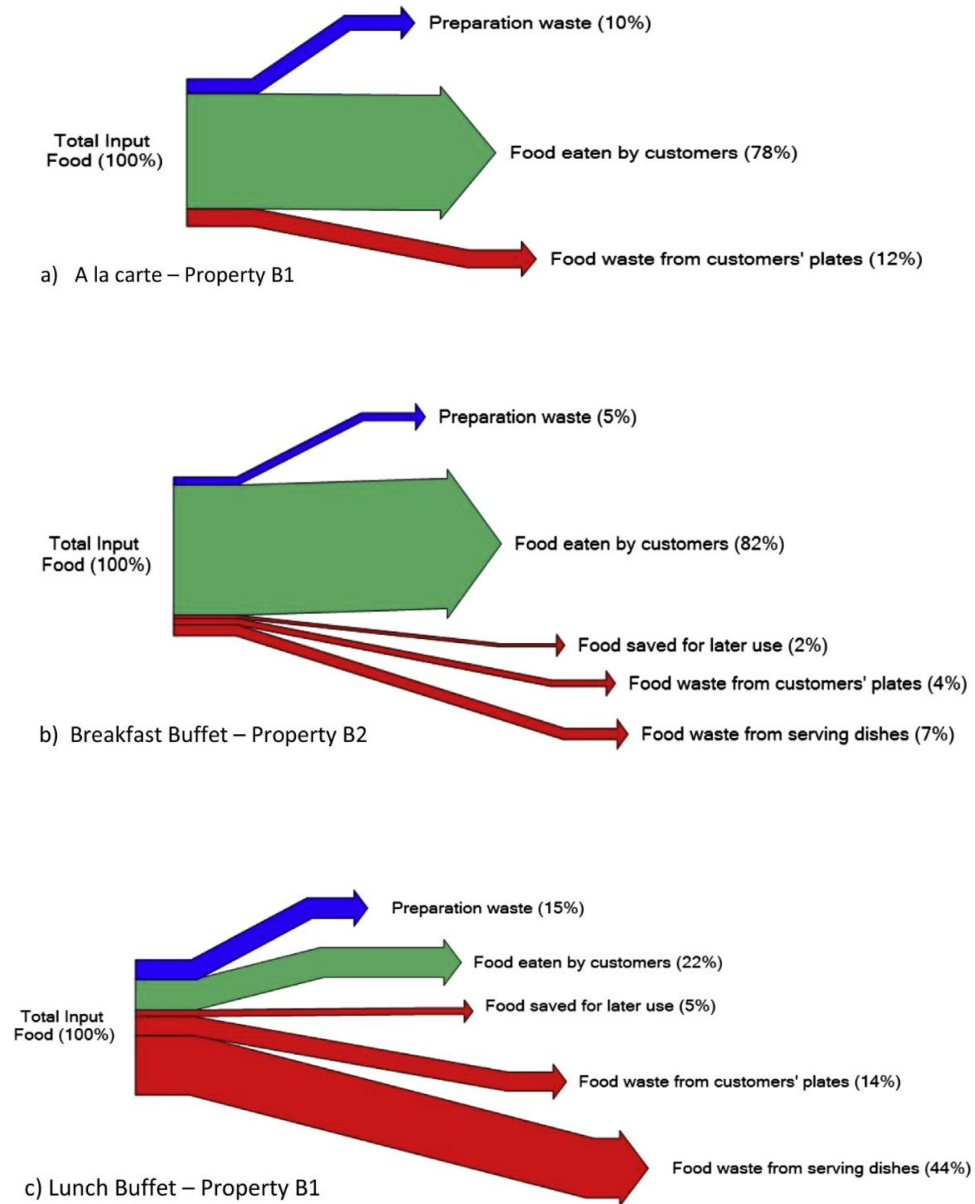 Preparation waste (10%)
Total Input
Food (100%)
Food eaten by customers (78%)
Food waste from customers' plates (12%)
a) A la carte – Property B1
Preparation waste (5%)
Total Input
Food (100%)
Food eaten by customers (82%)
Food saved for later use (2%)
Food waste from customers' plates (4%)
Food waste from serving dishes (7%)
b) Breakfast Buffet – Property B2
Preparation waste (15%)
Food eaten by customers (22%)
Food saved for later use (5%)
Total Input
Food (100%)
Food waste from customers' plates (14%)
Food waste from serving dishes (44%)
c) Lunch Buffet – Property B1